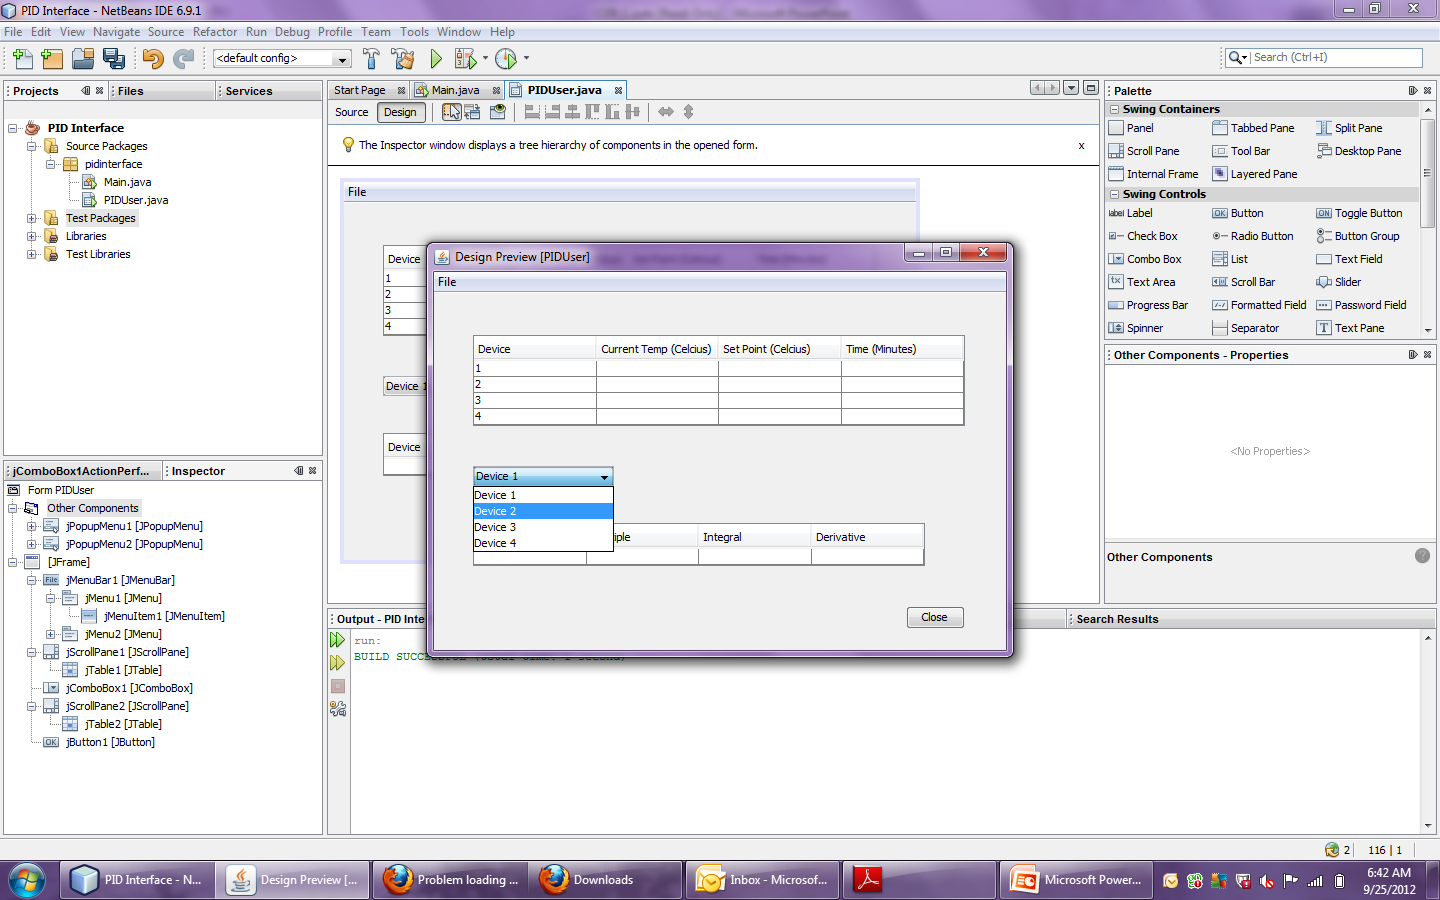 PID Interface - NetBeans IDE 6.9.1
File Edit View Navigate Source Refactor Run Debug Profile Team Tools Window Help
<default config>
Search (Ctrl+I)
Projects
Files
Services
PID Interface
Source Packages
pidinterface
Main.java
PIDUser.java
Test Packages
Libraries
Test Libraries
jComboBox1ActionPerf...
Inspector
Form PIDUser
Other Components
jPopupMenu1 [JPopupMenu]
jPopupMenu2 [JPopupMenu]
[JFrame]
jMenuBar1 [JMenuBar]
jMenu1 [JMenu]
jMenuItem1 [JMenuItem]
jMenu2 [JMenu]
jScrollPane1 [JScrollPane]
jTable1 [JTable]
jComboBox1 [JComboBox]
jScrollPane2 [JScrollPane]
jTable2 [JTable]
jButton1 [JButton]
Start Page
Main.java
PIDUser.java
Source
Design
The Inspector window displays a tree hierarchy of components in the opened form.
x
File
Device
1
2
3
4
Device 1
Device
Design Preview [PIDUser]
File
Device Current Temp (Celcius) Set Point (Celcius) Time (Minutes)
1
2
3
4
Device 1
Device 1
Device 2
Device 3
Device 4
Integral Derivative
Close
Output - PID Inte
Search Results
run:
BUILD SUCCESSFUL (total time: 1 second)
Palette
Swing Containers
Panel Tabbed Pane Split Pane
Scroll Pane Tool Bar Desktop Pane
Internal Frame Layered Pane
Swing Controls
label Label OK Button ON Toggle Button
Check Box Radio Button Button Group
Combo Box List Text Field
Text Area Scroll Bar Slider
Progress Bar Formatted Field Password Field
Spinner Separator Text Pane
Other Components - Properties
<No Properties>
Other Components
2
116 | 1
PID Interface - N...
Design Preview [...
Problem loading ...
Downloads
Inbox - Microsof...
Microsoft Power...
6:42 AM
9/25/2012